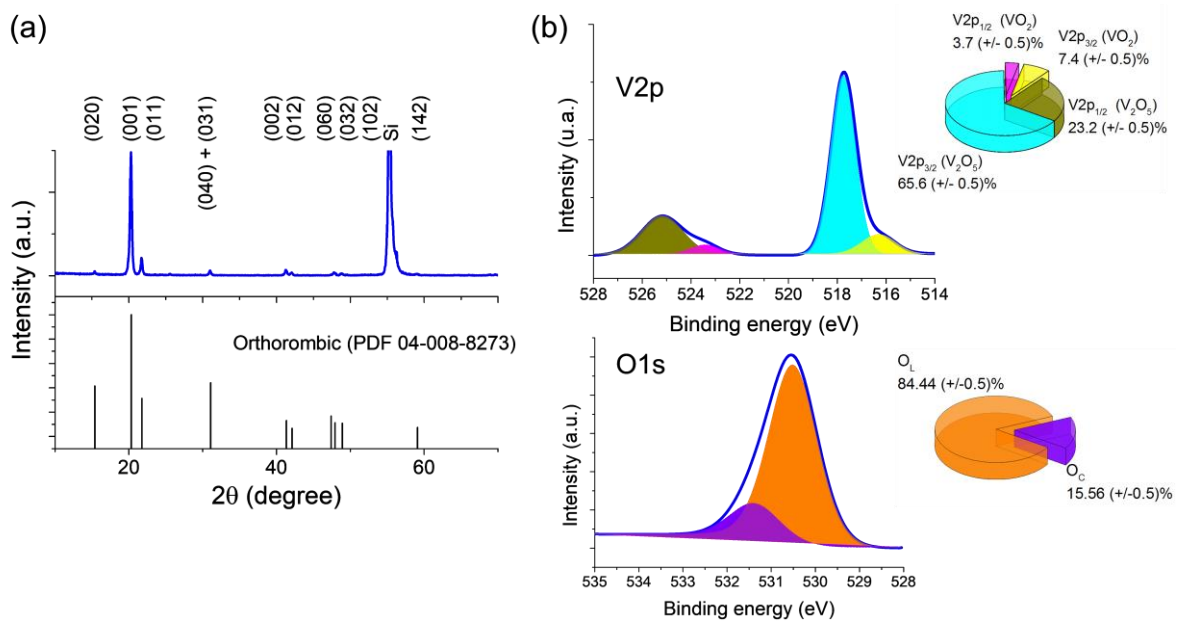 (a)
(020)
(001)
(011)
(040) + (031)
(002)
(012)
(060)
(032)
(102)
Si
(142)
Intensity (a.u.)
Orthorombic (PDF 04-008-8273)
20
40
60
2θ (degree)
(b)
V2p
Intensity (u.a.)
V2p1/2 (VO2)
3.7 (+/- 0.5)%
V2p3/2 (VO2)
7.4 (+/- 0.5)%
V2p1/2 (V2O5)
23.2 (+/- 0.5)%
V2p3/2 (V2O5)
65.6 (+/- 0.5)%
528 526 524 522 520 518 516 514
Binding energy (eV)
O1s
Intensity (a.u.)
OL
84.44 (+/-0.5)%
OC
15.56 (+/-0.5)%
535 534 533 532 531 530 529 528
Binding energy (eV)